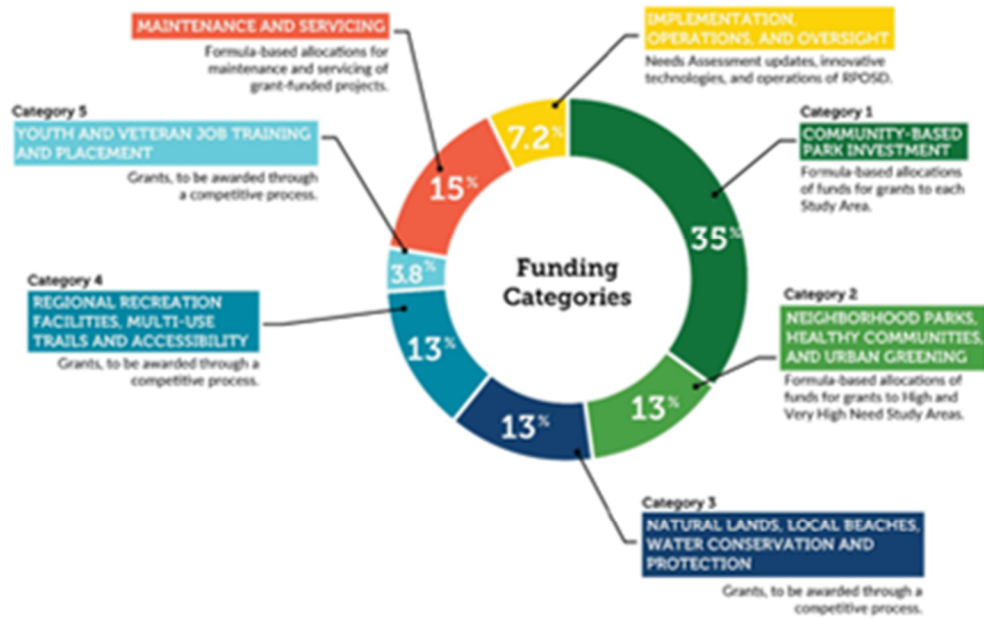 MAINTENANCE AND SERVICING
Formula-based allocations for
maintenance and servicing of
grant-funded projects.
IMPLEMENTATION,
OPERATIONS, AND OVERSIGHT
Needs Assessment updates, innovative
technologies, and operations of RPOSD.
Category 5
YOUTH AND VETERAN JOB TRAINING
AND PLACEMENT
Grants, to be awarded through
a competitive process.
Category 1
COMMUNITY-BASED
PARK INVESTMENT
Formula-based allocations
of funds for grants to each
Study Area.
7.2%
15%
35%
3.8%
13%
13%
13%
Funding
Categories
Category 4
REGIONAL RECREATION
FACILITIES, MULTI-USE
TRAILS AND ACCESSIBILITY
Grants, to be awarded through a
competitive process.
Category 2
NEIGHBORHOOD PARKS,
HEALTHY COMMUNITIES,
AND URBAN GREENING
Formula-based allocations of
funds for grants to High and
Very High Need Study Areas.
Category 3
NATURAL LANDS, LOCAL BEACHES,
WATER CONSERVATION AND
PROTECTION
Grants, to be awarded through a
competitive process.